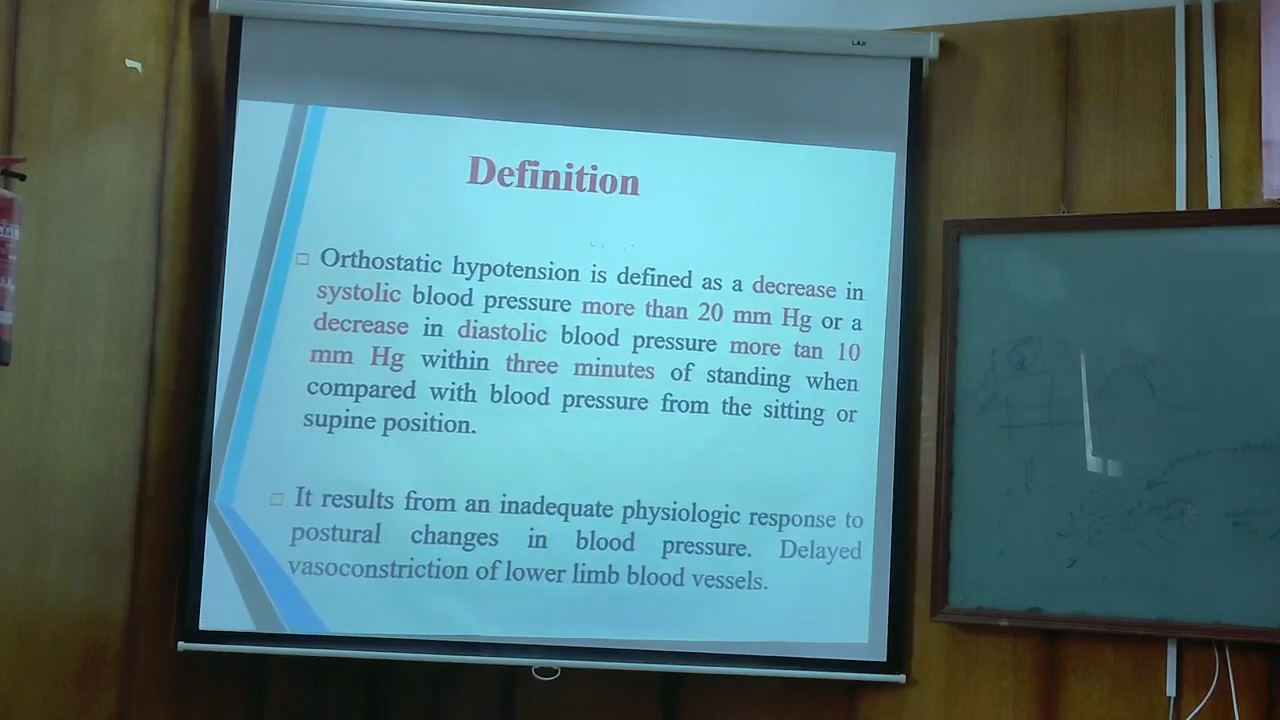 Definition
□ Orthostatic hypotension is defined as a decrease in
systolic blood pressure more than 20 mm Hg or a
decrease in diastolic blood pressure more tan 10
mm Hg within three minutes of standing when
compared with blood pressure from the sitting or
supine position.
□ It results from an inadequate physiologic response to
postural changes in blood pressure. Delayed
vasoconstriction of lower limb blood vessels.